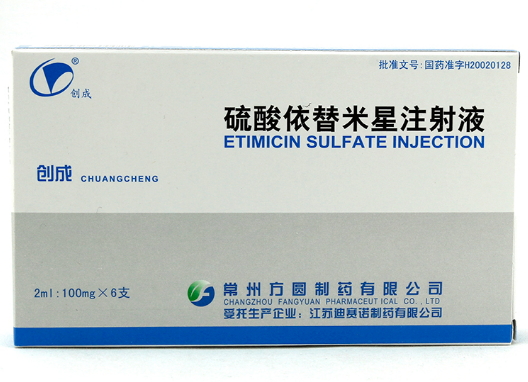 ®
创成
批准文号:国药准字H20020128
硫酸依替米星注射液
ETIMICIN SULFATE INJECTION
创成 CHUANGCHENG
2ml:100mg×6支
常州方圆制药有限公司
CHANGZHOU FANGYUAN PHARMACEUTICAL CO., LTD
受托生产企业:江苏迪赛诺制药有限公司